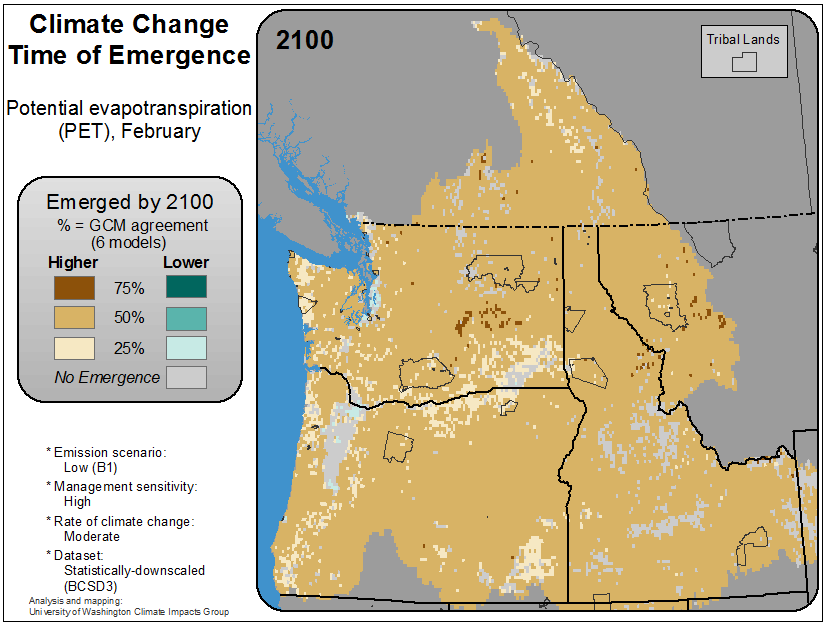 Climate Change
Time of Emergence
Potential evapotranspiration
(PET), February
Emerged by 2100
% = GCM agreement
(6 models)
Higher Lower
75%
50%
25%
No Emergence
* Emission scenario:
Low (B1)
* Management sensitivity:
High
* Rate of climate change:
Moderate
* Dataset:
Statistically-downscaled
(BCSD3)
Analysis and mapping:
University of Washington Climate Impacts Group
2100
Tribal Lands